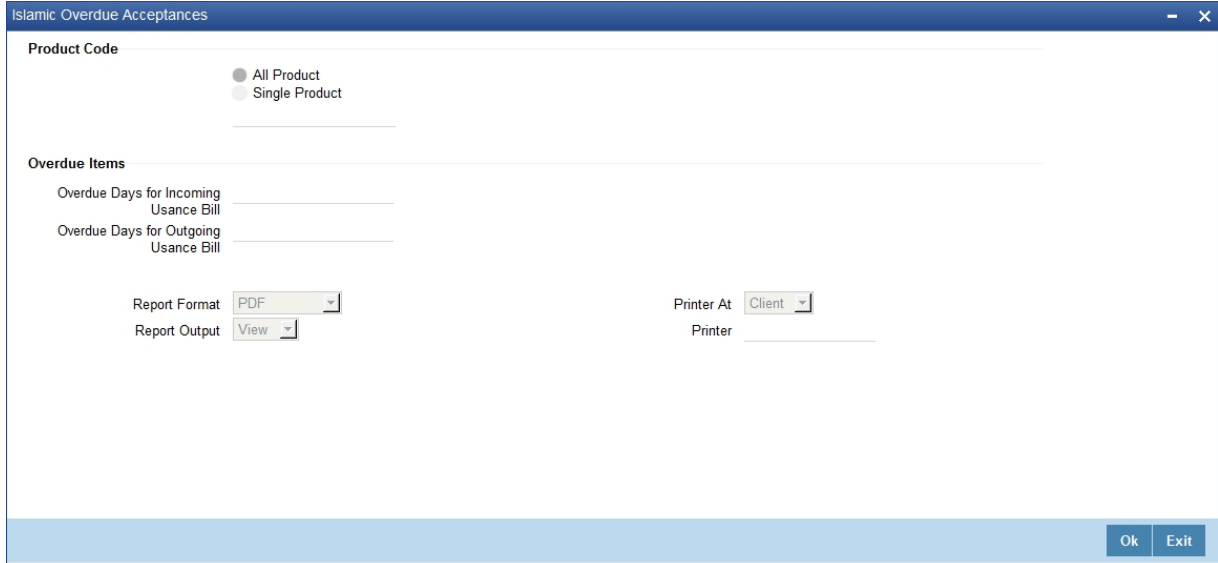 Islamic Overdue Acceptances
Product Code
All Product
Single Product
Overdue Items
Overdue Days for Incoming
Usance Bill
Overdue Days for Outgoing
Usance Bill
Report Format PDF
Printer At Client
Report Output View
Printer
Ok Exit